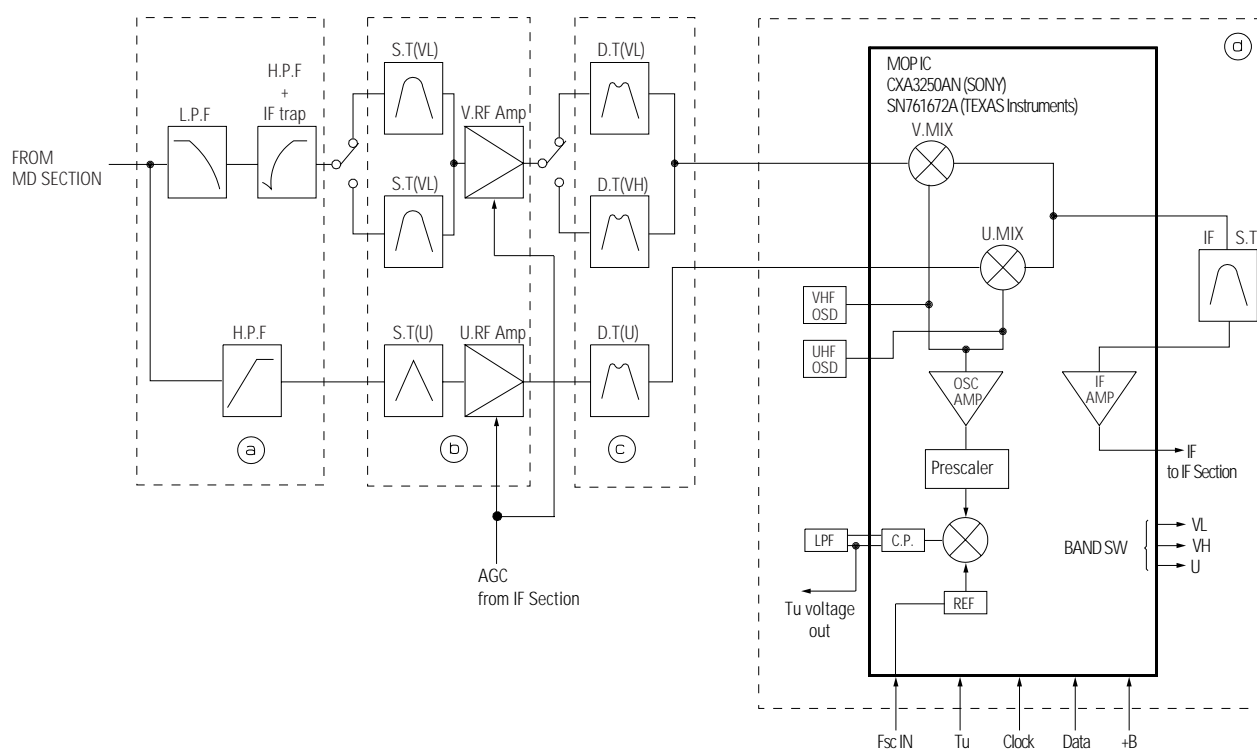 FROM
MD SECTION
L.P.F
H.P.F
+
IF trap
H.P.F
a
S.T(VL)
S.T(VL)
V.RF Amp
S.T(U)
U.RF Amp
b
AGC
from IF Section
D.T(VL)
D.T(VH)
D.T(U)
c
d
MOP IC
CXA3250AN (SONY)
SN761672A (TEXAS Instruments)
V.MIX
U.MIX
VHF
OSD
UHF
OSD
OSC
AMP
IF
AMP
IF S.T
Prescaler
IF
to IF Section
LPF
C.P.
REF
Tu voltage
out
BAND SW
VL
VH
U
Fsc IN
Tu
Clock
Data
+B